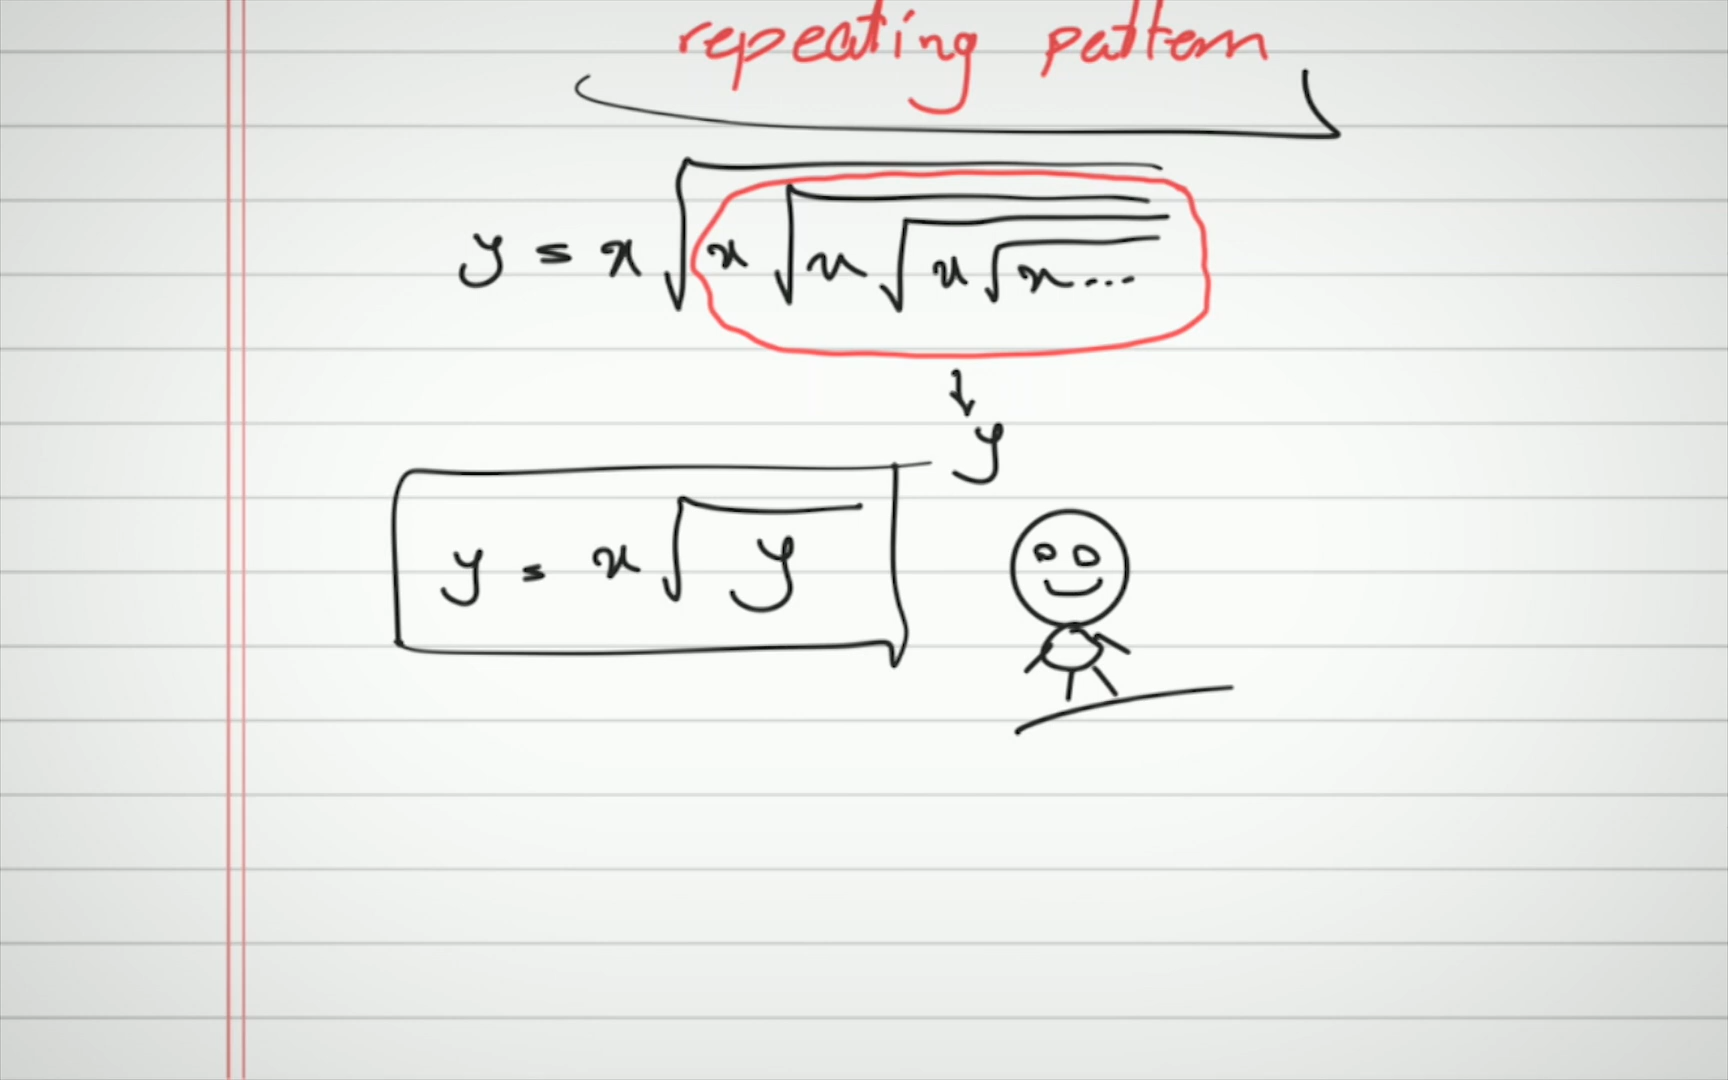 repeating pattern
y = x√(x√(x√(x√(x...
y
y = x√y